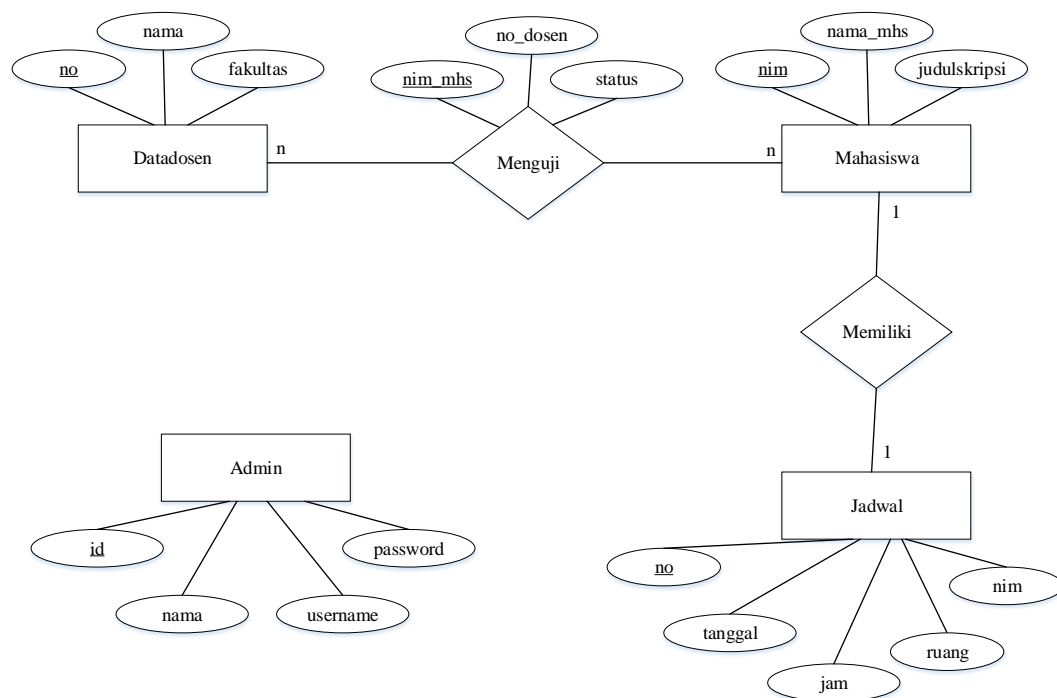 nama
no
fakultas
Datadosen
n
no_dosen
nim_mhs
status
Menguji
n
nama_mhs
nim
judulskripsi
Mahasiswa
1
Memiliki
1
Admin
id
password
nama
username
Jadwal
no
nim
tanggal
ruang
jam